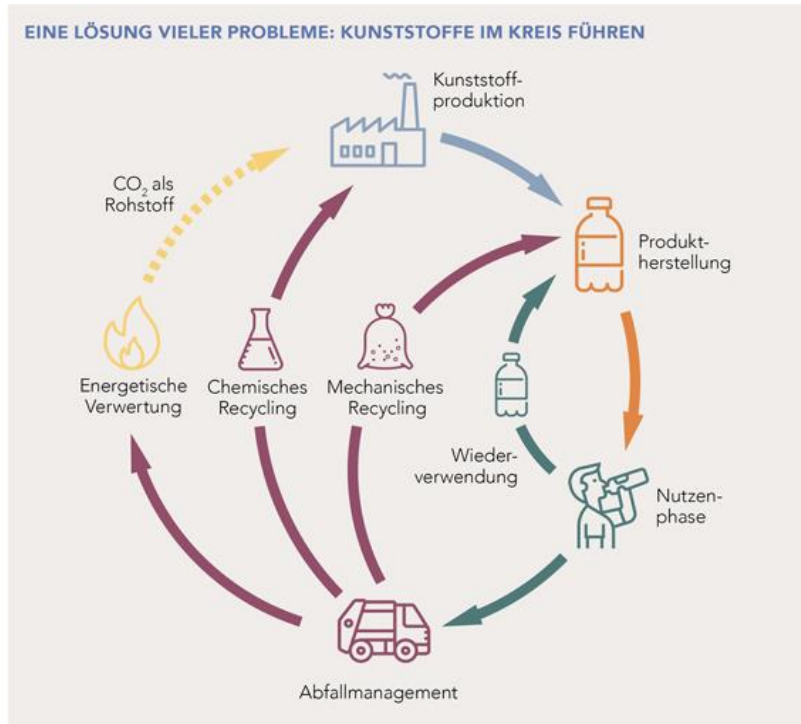 EINE LÖSUNG VIELER PROBLEME: KUNSTSTOFFE IM KREIS FÜHREN
Kunststoff-
produktion
CO₂ als
Rohstoff
Produkt-
herstellung
Energetische
Verwertung
Chemisches
Recycling
Mechanisches
Recycling
Wieder-
verwendung
Nutzen-
phase
Abfallmanagement